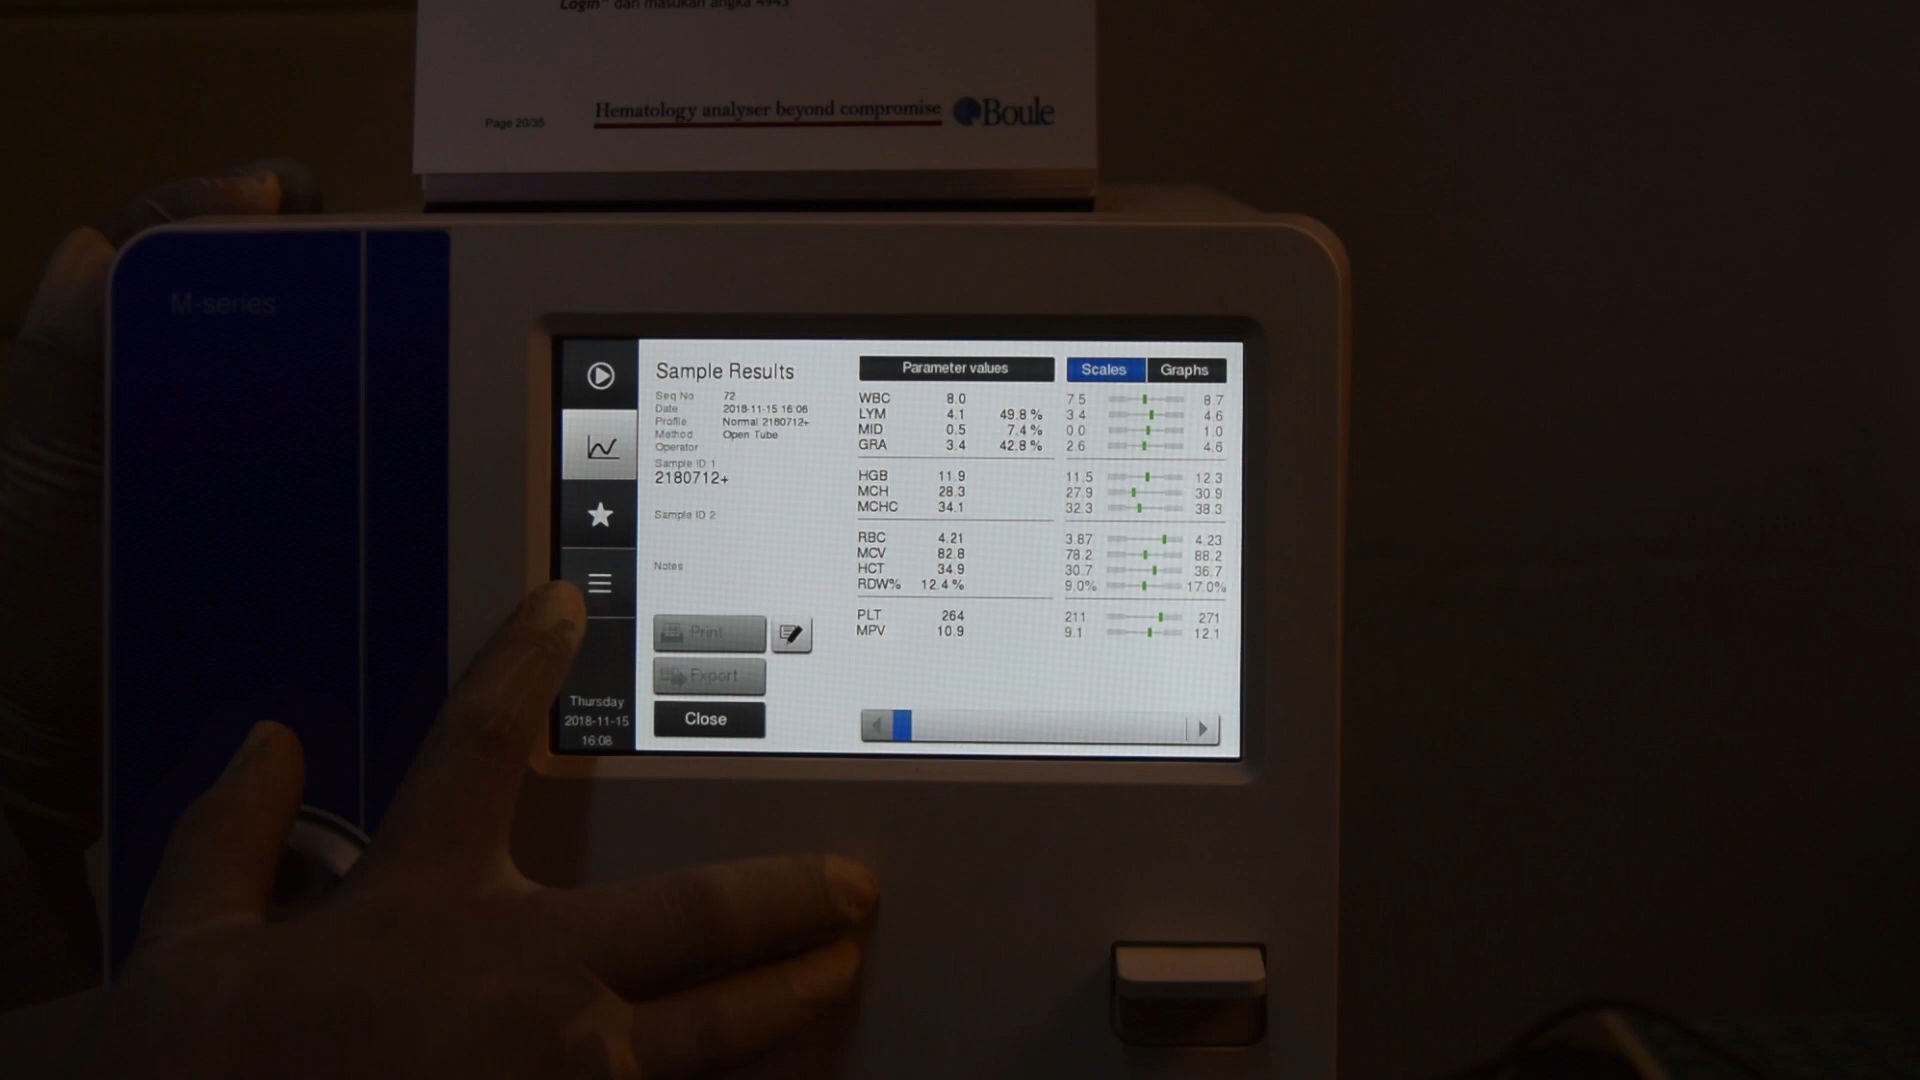 Login" dan masukan angka 4943
Page 20/35
Hematology analyser beyond compromise
Boule
M-series
Sample Results
Seq No 72
Date 2018-11-15 16:06
Profile Normal 2180712+
Method Open Tube
Operator
Sample ID 1
2180712+
Sample ID 2
Notes
Print
Export
Close
Thursday
2018-11-15
16:08
Parameter values
Scales Graphs
WBC 8.0 7.5 8.7
LYM 4.1 49.8 % 3.4 4.6
MID 0.5 7.4 % 0.0 1.0
GRA 3.4 42.8 % 2.6 4.6
HGB 11.9 11.5 12.3
MCH 28.3 27.9 30.9
MCHC 34.1 32.3 38.3
RBC 4.21 3.87 4.23
MCV 82.8 78.2 88.2
HCT 34.9 30.7 36.7
RDW% 12.4 % 9.0% 17.0%
PLT 264 211 271
MPV 10.9 9.1 12.1